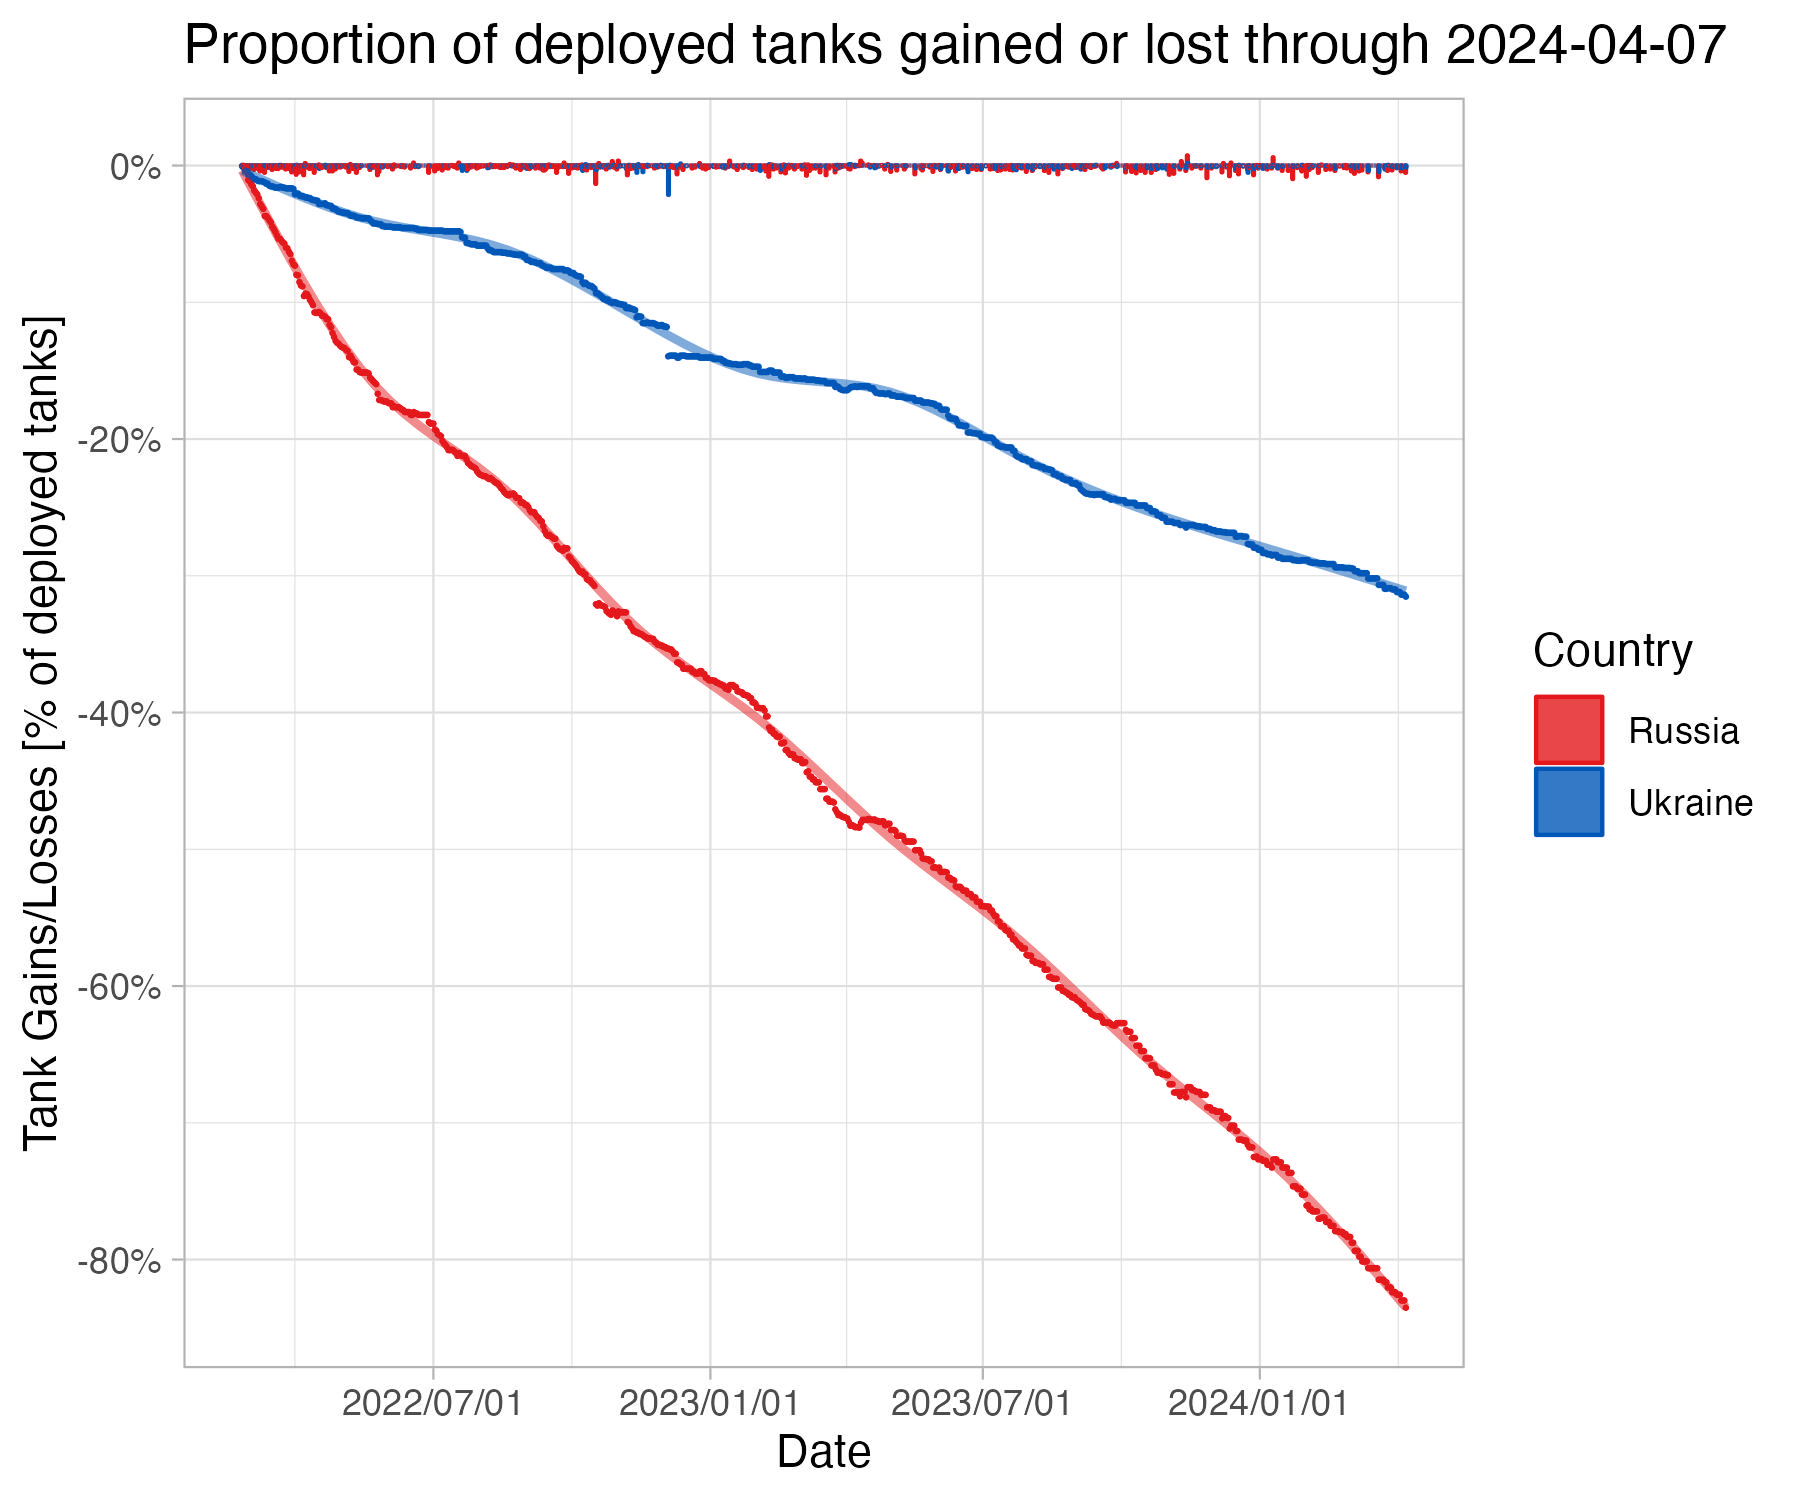 Proportion of deployed tanks gained or lost through 2024-04-07
Tank Gains/Losses [% of deployed tanks]
0%
-20%
-40%
-60%
-80%
2022/07/01
2023/01/01
2023/07/01
2024/01/01
Date
Country
Russia
Ukraine